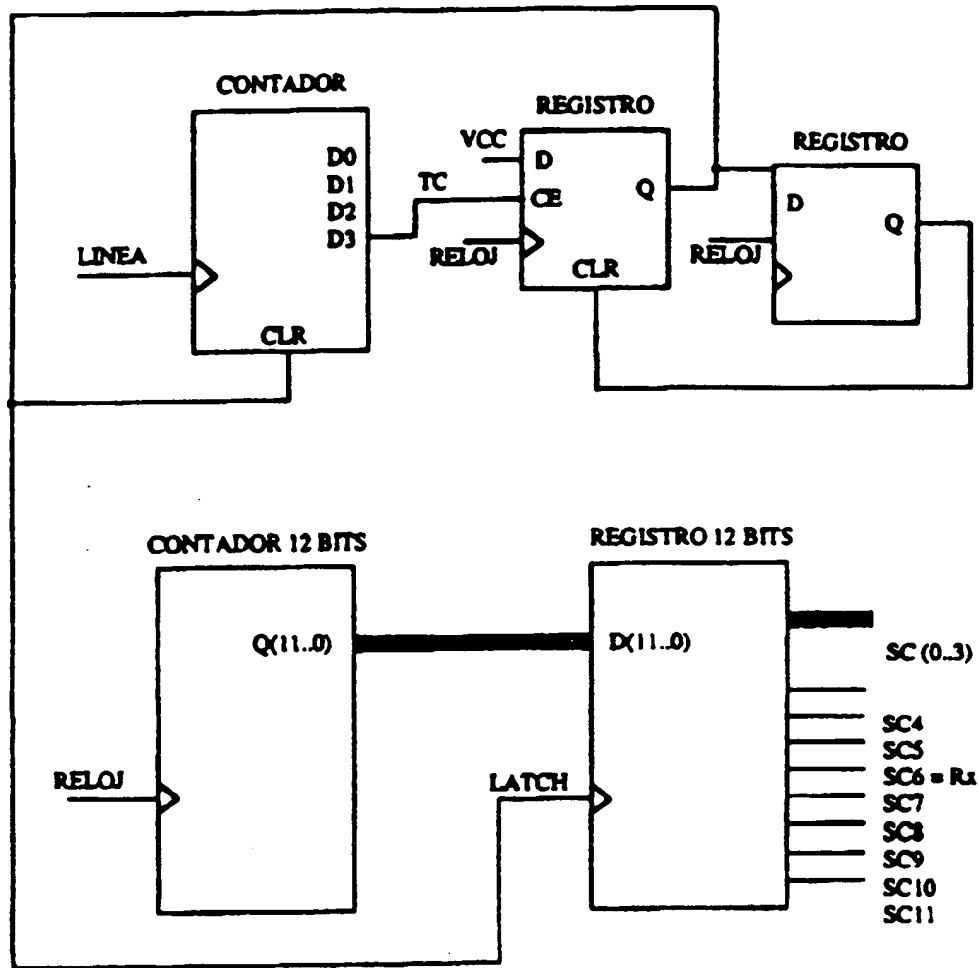 CONTADOR
D0
D1
D2
D3
LINEA
CLR
TC
REGISTRO
VCC
D
CE
Q
RELOJ
CLR
REGISTRO
D
Q
RELOJ
CONTADOR 12 BITS
Q(11..0)
RELOJ
REGISTRO 12 BITS
D(11..0)
LATCH
SC (0..3)
SC4
SC5
SC6 = Rx
SC7
SC8
SC9
SC10
SC11